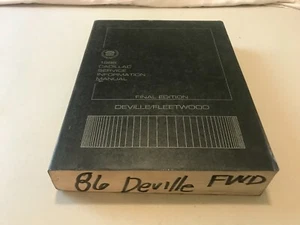 1986
CADILLAC
SERVICE
INFORMATION
MANUAL
FINAL EDITION
DEVILLE/FLEETWOOD
86 Deville FWD